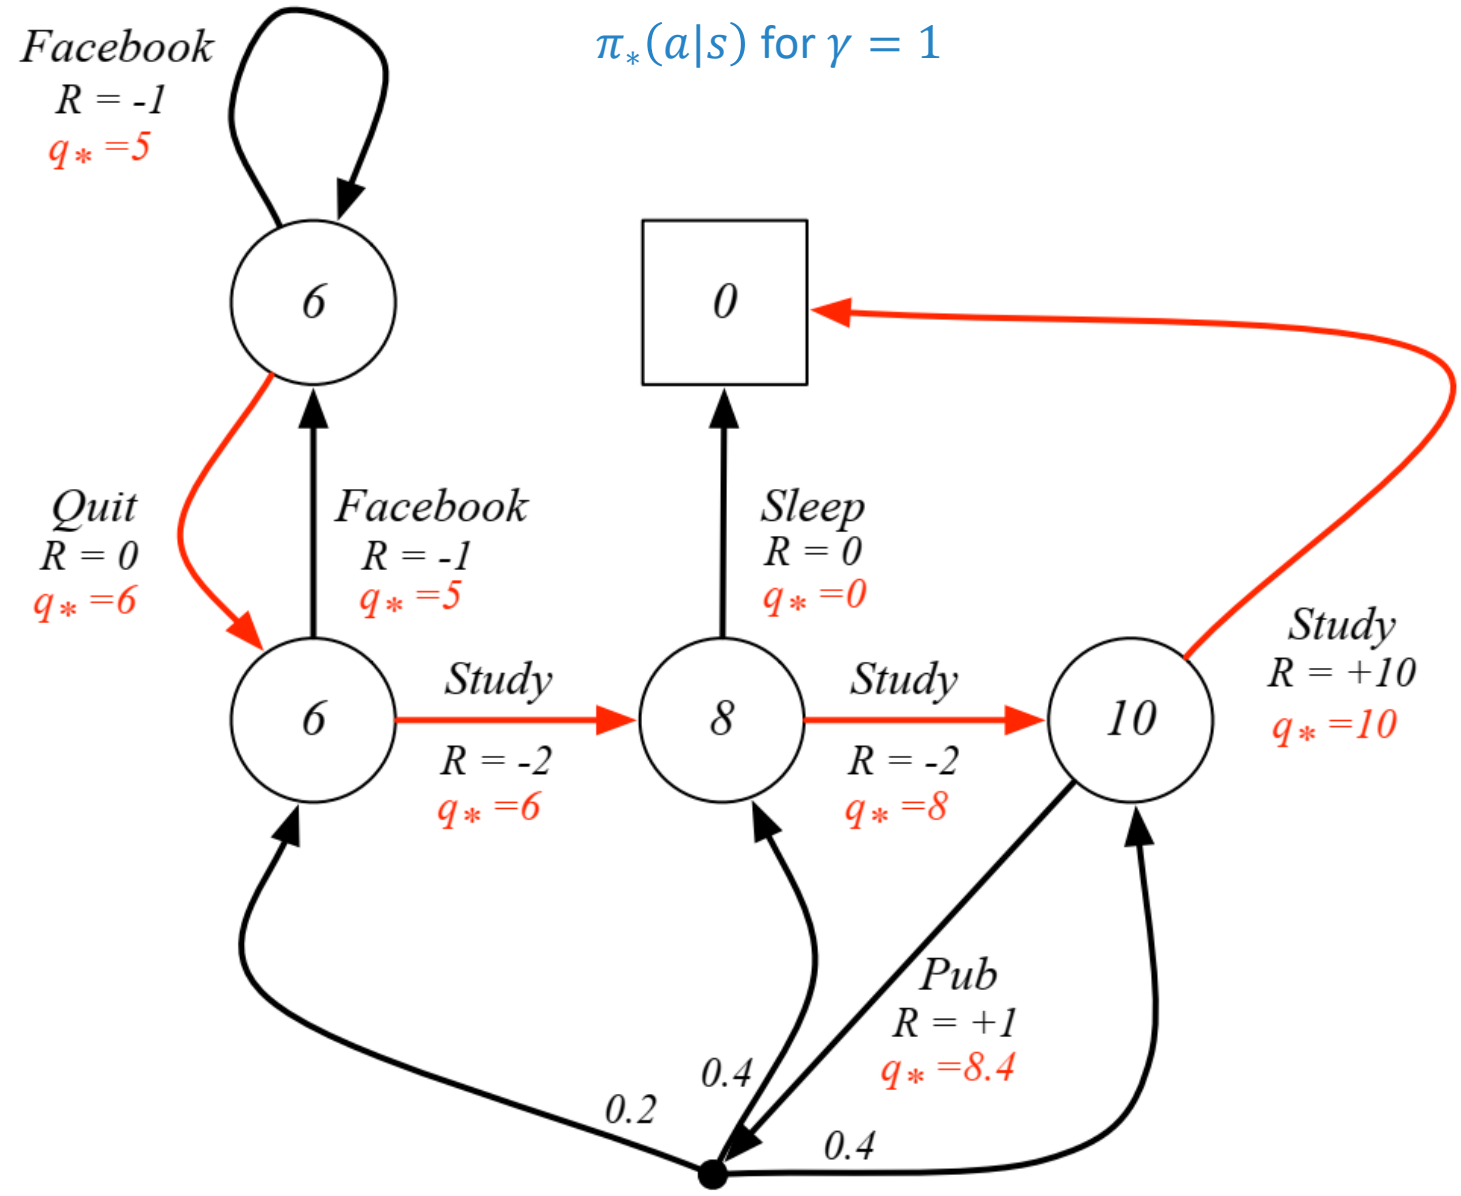 π∗(a|s) for γ = 1
Facebook
R = -1
q* =5
6
0
Quit
R = 0
q* =6
Facebook
R = -1
q* =5
Sleep
R = 0
q* =0
Study
R = +10
q* =10
6
Study
R = -2
q* =6
8
Study
R = -2
q* =8
10
Pub
R = +1
q* =8.4
0.2
0.4
0.4